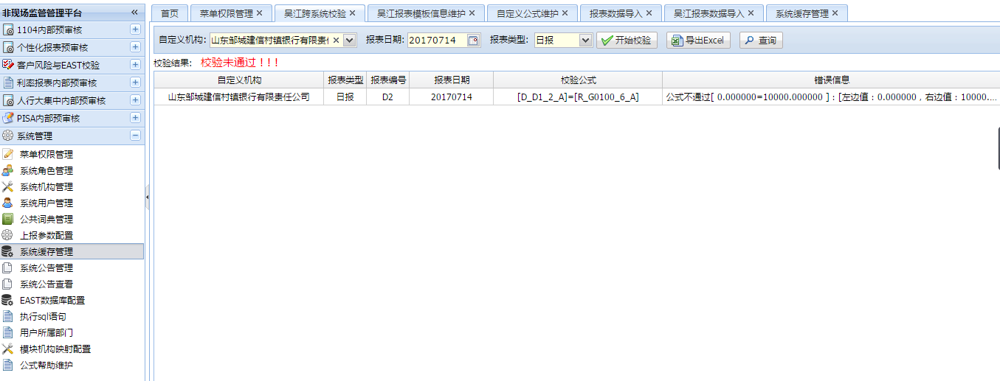 非现场监管管理平台
1104内部预审核
个性化报表预审核
客户风险与EAST校验
利率报表内部预审核
人行大集中内部预审核
PISA内部预审核
系统管理
菜单权限管理
系统角色管理
系统机构管理
系统用户管理
公共词典管理
上报参数配置
系统缓存管理
系统公告管理
系统公告查看
EAST数据库配置
执行sql语句
用户所属部门
模块机构映射配置
公式帮助维护
首页 菜单权限管理 吴江跨系统校验 吴江报表模板信息维护 自定义公式维护 报表数据导入 吴江报表数据导入 系统缓存管理
自定义机构: 山东邹城建信村镇银行有限责 报表日期: 20170714 报表类型: 日报 开始校验 导出Excel 查询
校验结果: 校验未通过！！！
自定义机构 报表类型 报表编号 报表日期 校验公式 错误信息
山东邹城建信村镇银行有限责任公司 日报 D2 20170714 [D_D1_2_A]=[R_G0100_6_A] 公式不通过[ 0.000000=10000.000000 ]：[左边值：0.000000，右边值：10000....